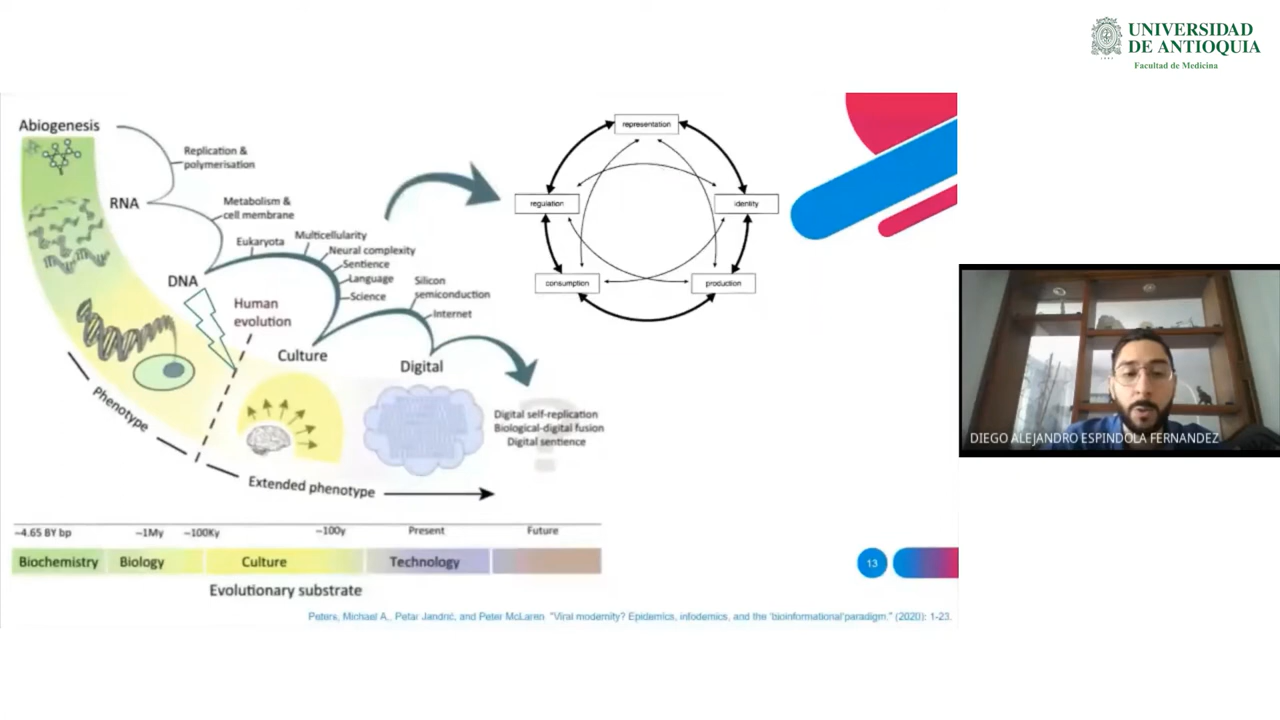 UNIVERSIDAD
DE ANTIOQUIA
Facultad de Medicina
Abiogenesis
Replication &
polymerisation
RNA
Metabolism &
cell membrane
Eukaryota
Multicellularity
Neural complexity
Sentience
Language
Science
DNA
Human
evolution
Silicon
semiconduction
Internet
Culture
Digital
Digital self-replication
Biological-digital fusion
Digital sentience
?
Phenotype
Extended phenotype
~4.65 BY bp
~1My
~100Ky
~100y
Present
Future
Biochemistry
Biology
Culture
Technology
Evolutionary substrate
representation
regulation
identity
consumption
production
13
Peters, Michael A., Petar Jandrić, and Peter McLaren. "Viral modernity? Epidemics, infodemics, and the 'bioinformational'paradigm." (2020): 1-23.
DIEGO ALEJANDRO ESPINDOLA FERNANDEZ